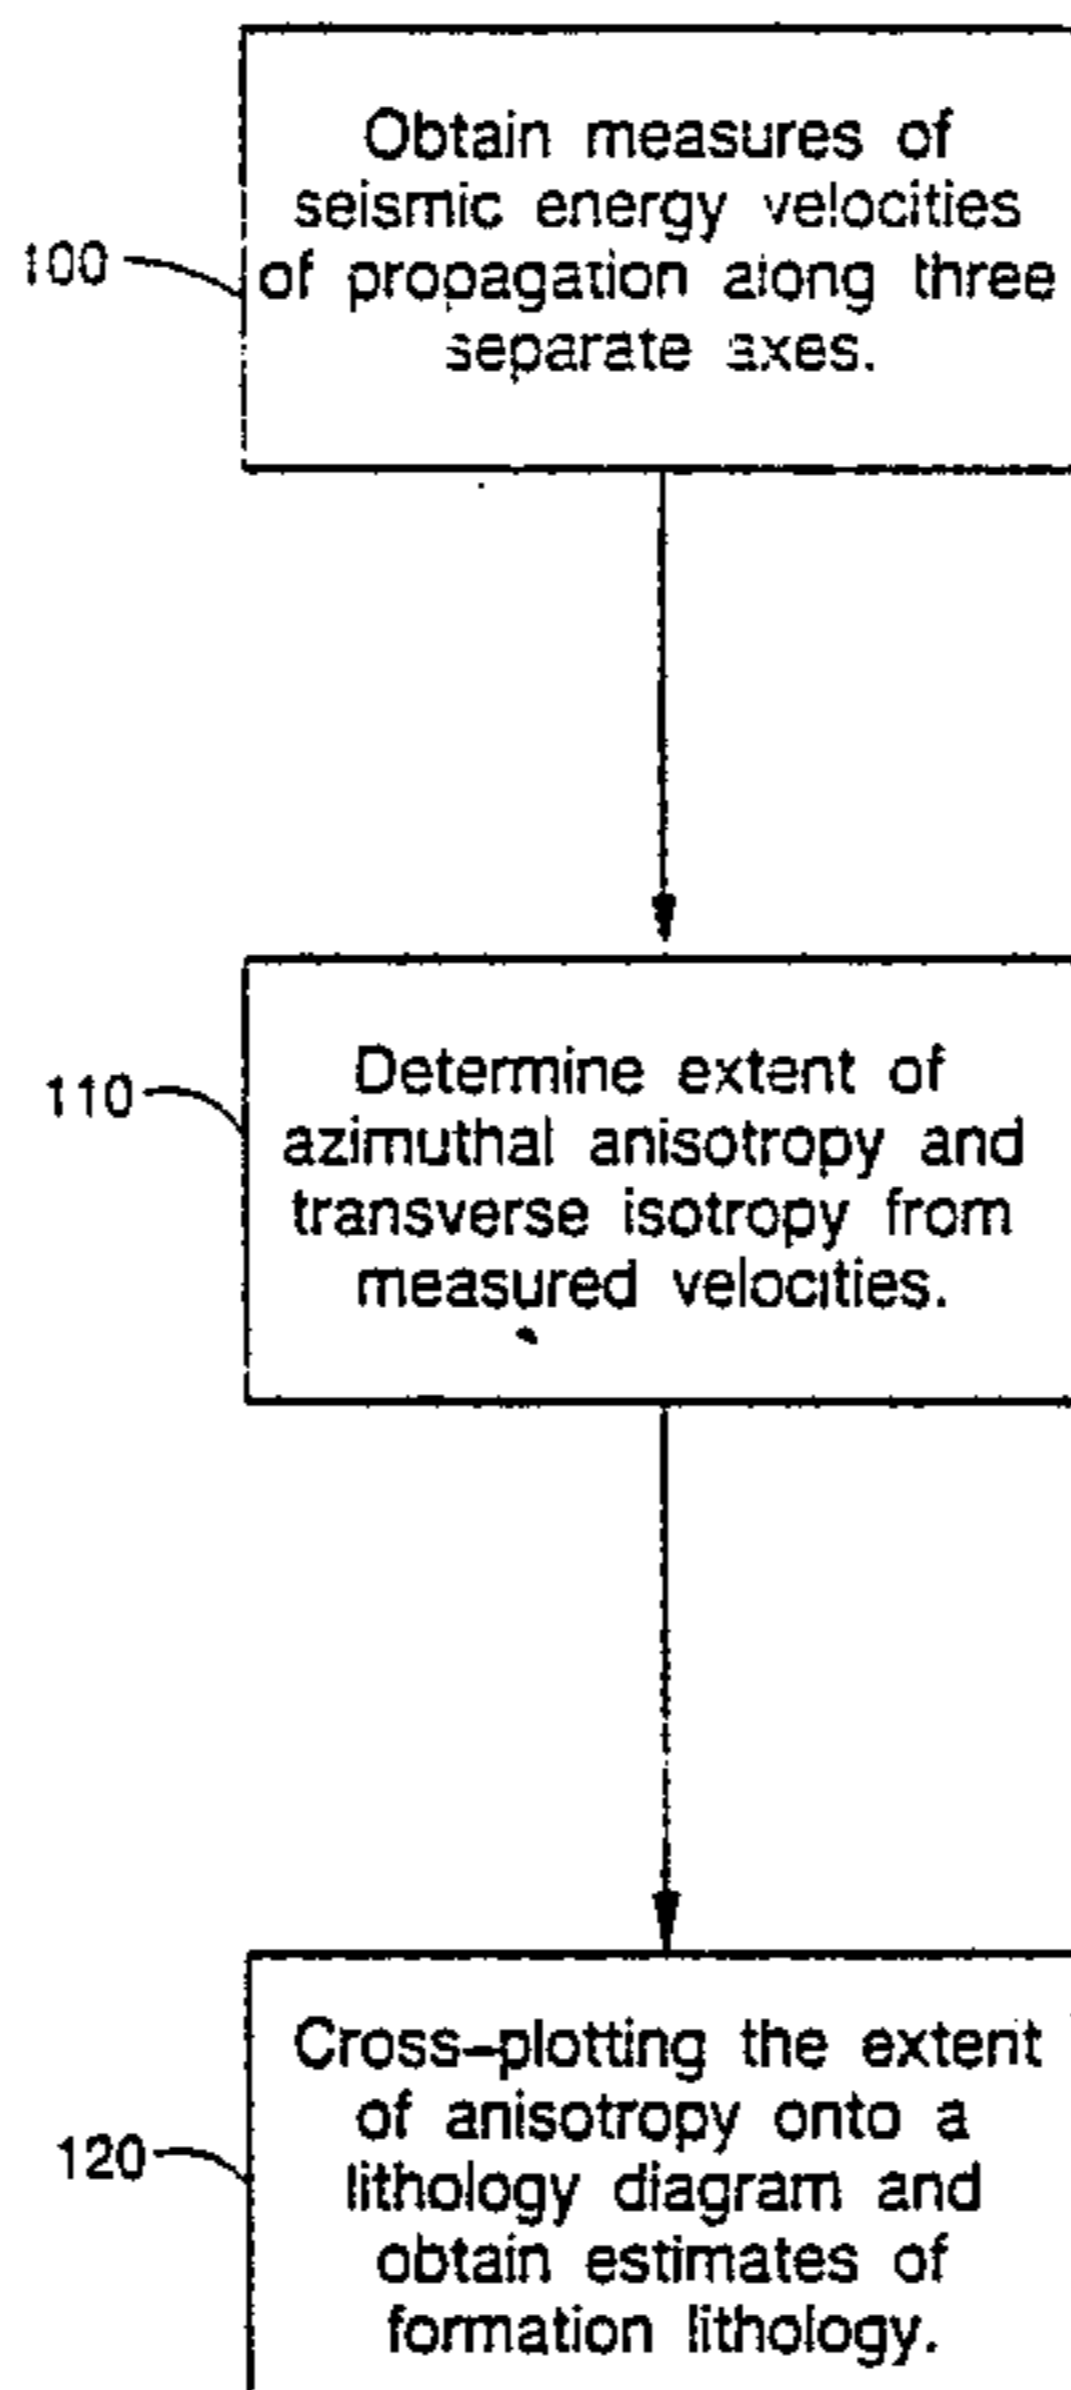 100
Obtain measures of
seismic energy velocities
of propagation along three
separate axes.
110
Determine extent of
azimuthal anisotropy and
transverse isotropy from
measured velocities.
120
Cross-plotting the extent
of anisotropy onto a
lithology diagram and
obtain estimates of
formation lithology.